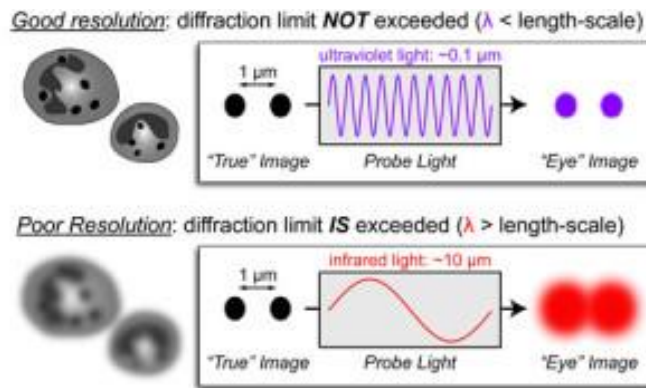 Good resolution: diffraction limit NOT exceeded (λ < length-scale)
ultraviolet light: ~0.1 μm
1 μm
"True" Image
Probe Light
"Eye" Image
Poor Resolution: diffraction limit IS exceeded (λ > length-scale)
infrared light: ~10 μm
1 μm
"True" Image
Probe Light
"Eye" Image